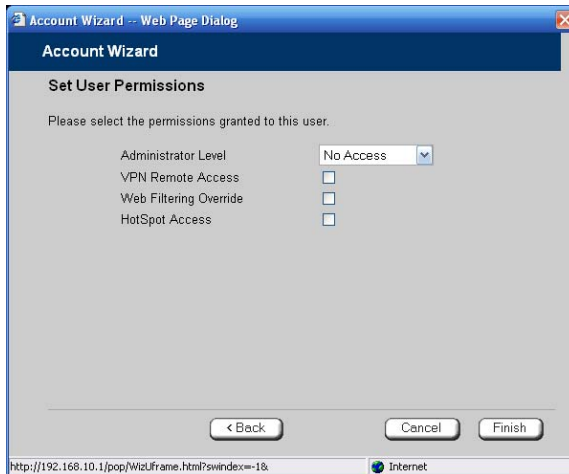 Account Wizard -- Web Page Dialog
Account Wizard
Set User Permissions
Please select the permissions granted to this user.
Administrator Level No Access
VPN Remote Access
Web Filtering Override
HotSpot Access
< Back Cancel Finish
http://192.168.10.1/pop/WizUframe.html?swindex=-1& Internet